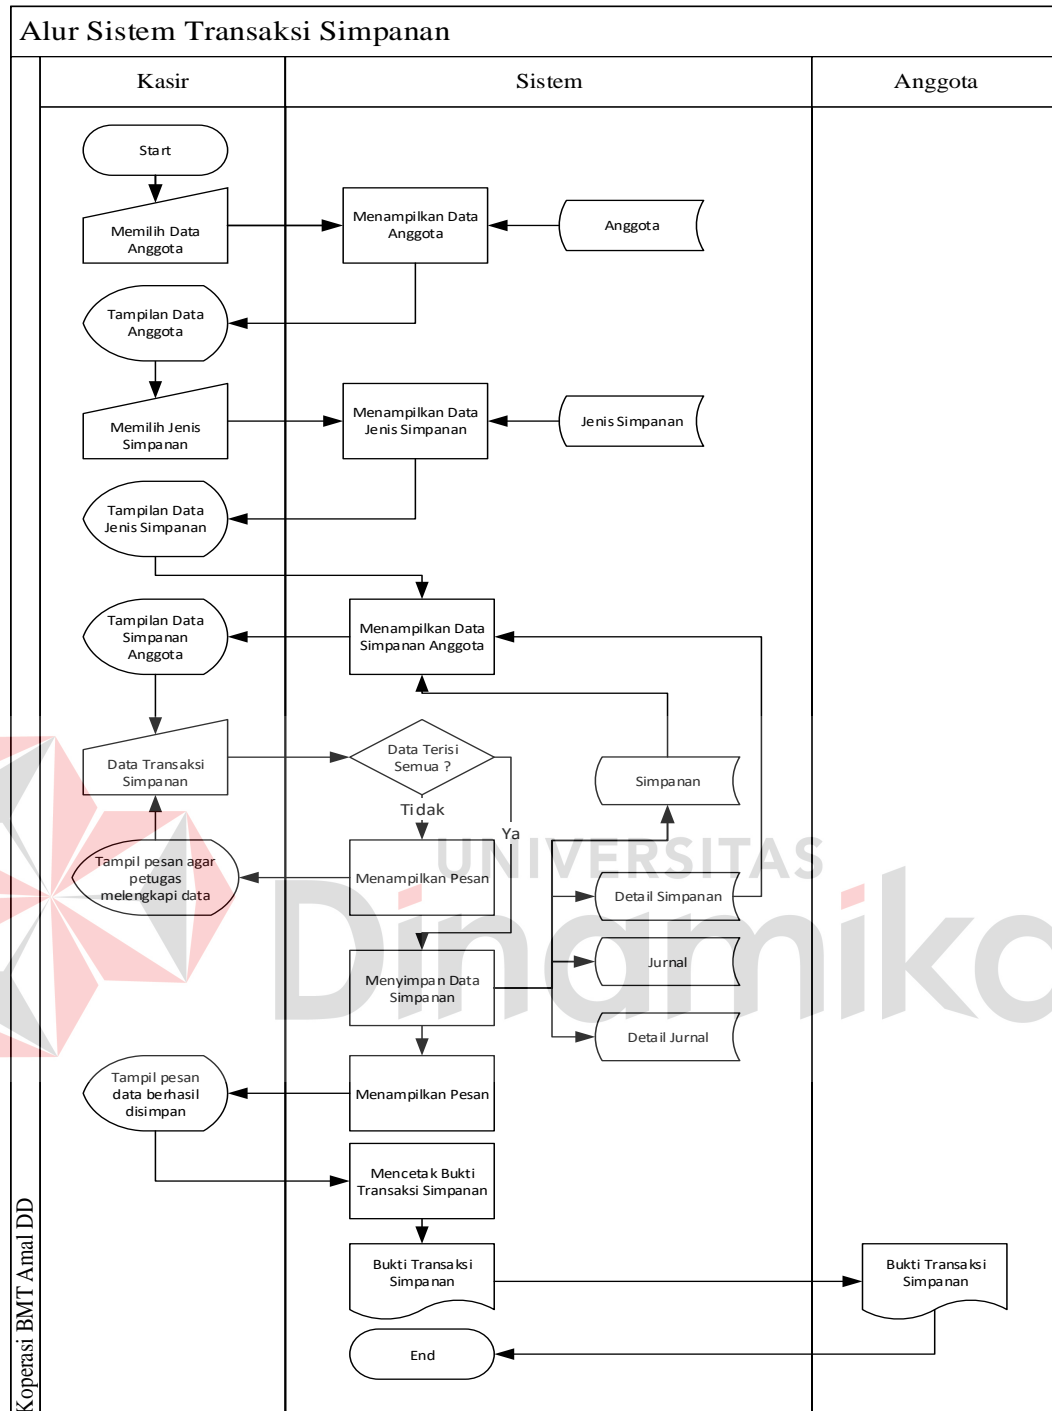 Alur Sistem Transaksi Simpanan
Kasir
Sistem
Anggota
Start
Memilih Data
Anggota
Menampilkan Data
Anggota
Anggota
Tampilan Data
Anggota
Memilih Jenis
Simpanan
Menampilkan Data
Jenis Simpanan
Jenis Simpanan
Tampilan Data
Jenis Simpanan
Tampilan Data
Simpanan
Anggota
Menampilkan Data
Simpanan Anggota
Data Transaksi
Simpanan
Data Terisi
Semua ?
Simpanan
Tidak
Ya
UNIVERSITAS
Dinamika
Tampil pesan agar
petugas
melengkapi data
Menampilkan Pesan
Detail Simpanan
Menyimpan Data
Simpanan
Jurnal
Detail Jurnal
Tampil pesan
data berhasil
disimpan
Menampilkan Pesan
Mencetak Bukti
Transaksi Simpanan
Bukti Transaksi
Simpanan
Bukti Transaksi
Simpanan
End
Koperasi BMT Amal DD